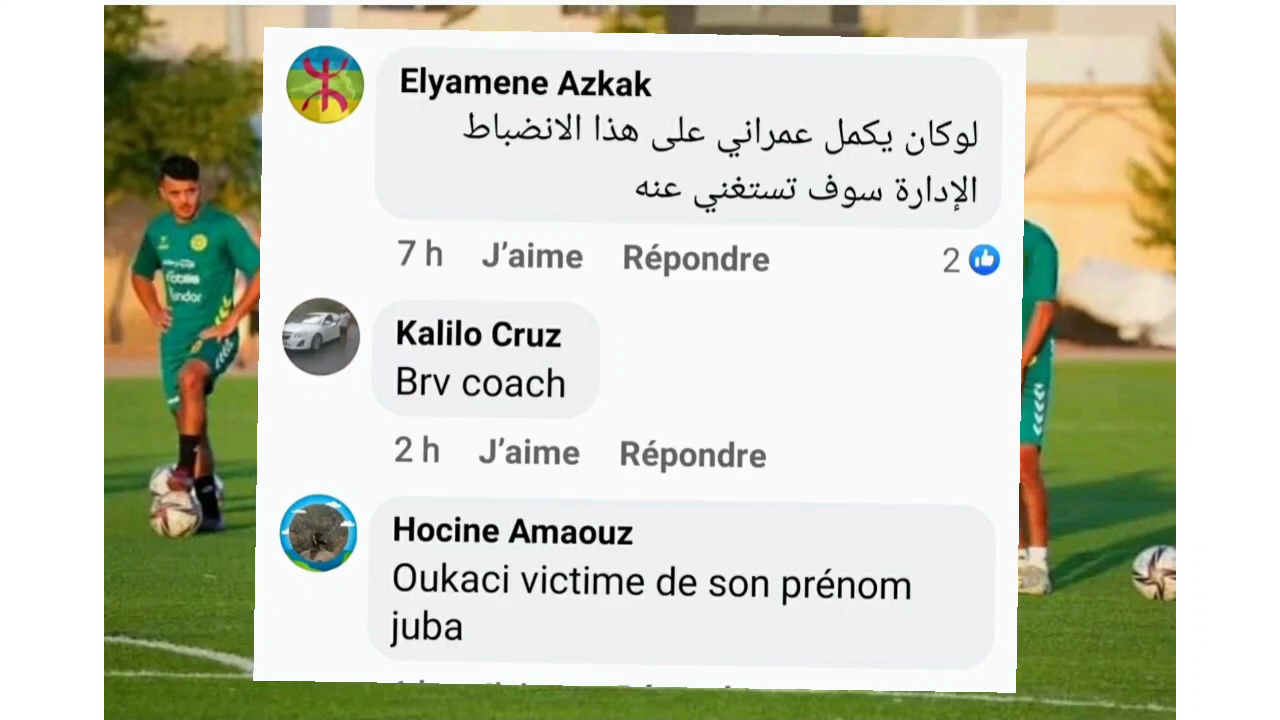 Elyamene Azkak
لوكان يكمل عمراني على هذا الانضباط
الإدارة سوف تستغني عنه
7 h J’aime Répondre 2
Kalilo Cruz
Brv coach
2 h J’aime Répondre
Hocine Amaouz
Oukaci victime de son prénom
juba